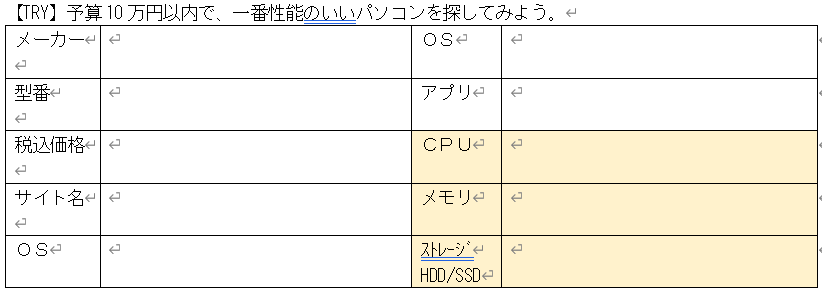 【TRY】予算10万円以内で、一番性能のいいパソコンを探してみよう。
メーカー
ＯＳ
型番
アプリ
税込価格
ＣＰＵ
サイト名
メモリ
ＯＳ
ｽﾄﾚｰｼﾞ
HDD/SSD